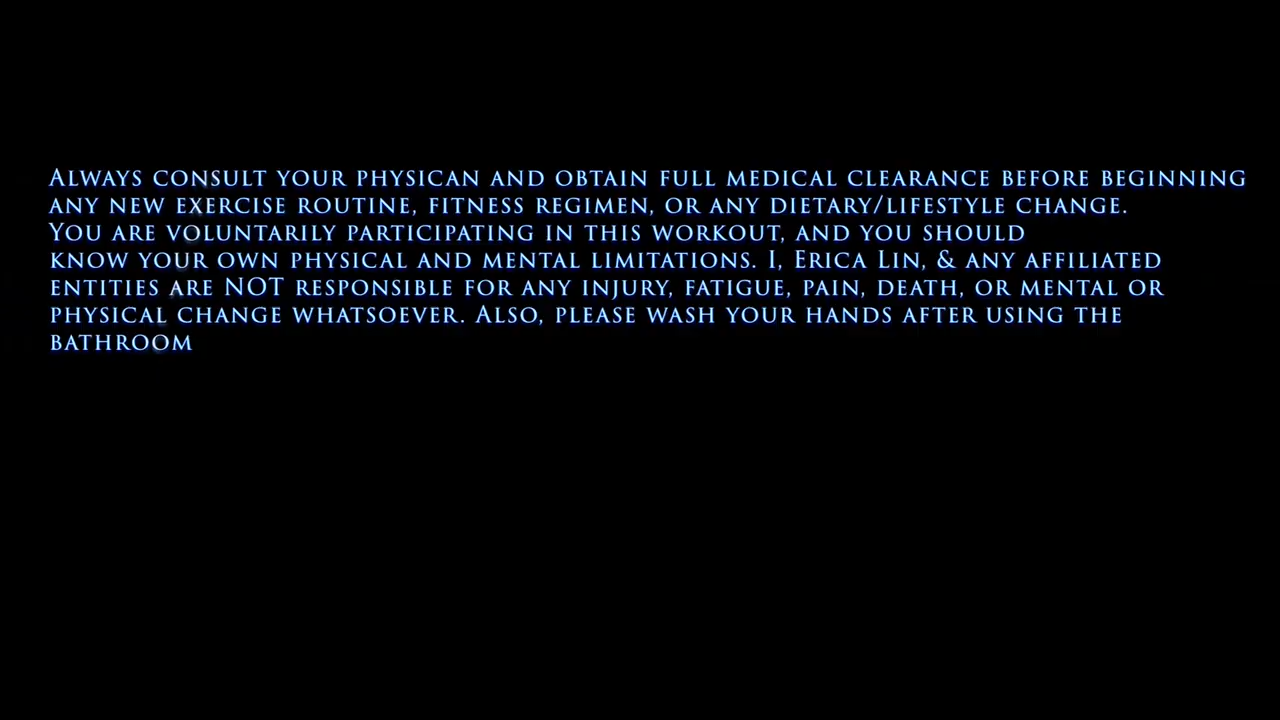 Always consult your physican and obtain full medical clearance before beginning
any new exercise routine, fitness regimen, or any dietary/lifestyle change.
You are voluntarily participating in this workout, and you should
know your own physical and mental limitations. I, Erica Lin, & any affiliated
entities are NOT responsible for any injury, fatigue, pain, death, or mental or
physical change whatsoever. Also, please wash your hands after using the
bathroom